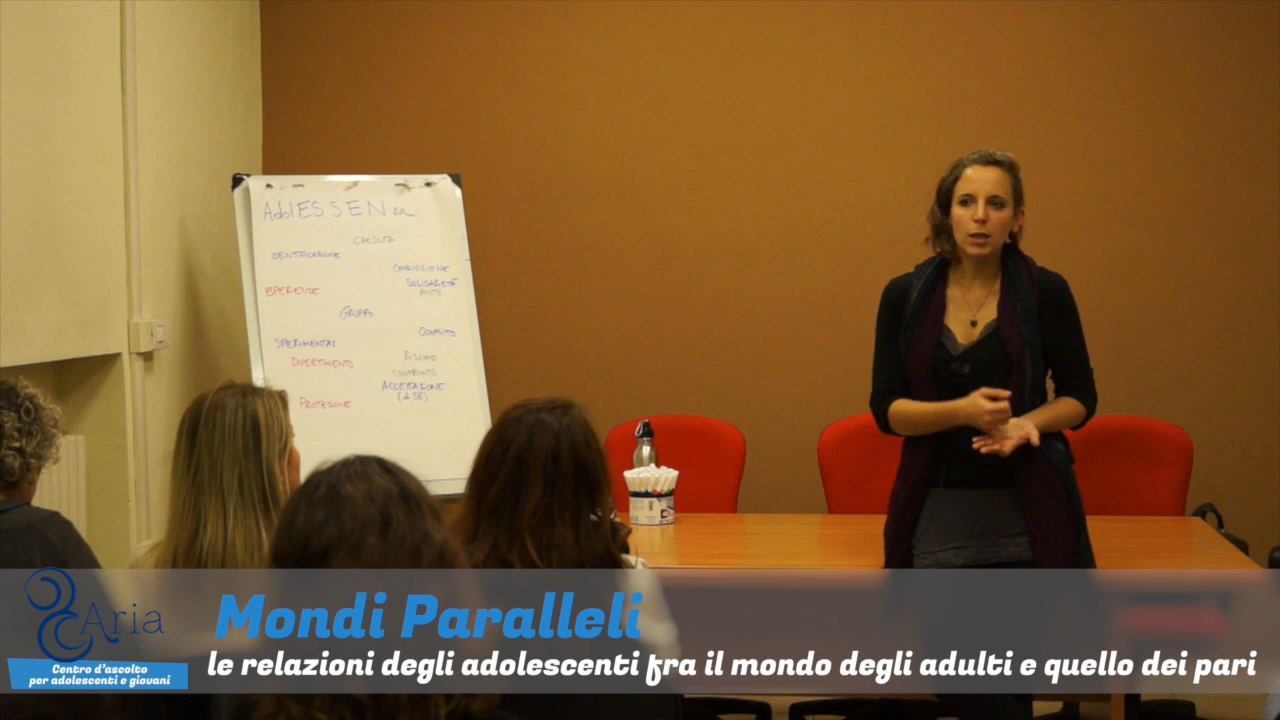 AdolESSENza
CRESCITA
IDENTIFICAZIONE
CONDIVISIONE
SOLIDARIETÀ
AIUTO
ESPERIENZE
GRUPPO
CONFLITTO
SPERIMENTARSI
DIVERTIMENTO
RISCHIO
CONFRONTO
ACCETTAZIONE
(di SÉ)
PROTEZIONE
Aria
Centro d'ascolto
per adolescenti e giovani
Mondi Paralleli
le relazioni degli adolescenti fra il mondo degli adulti e quello dei pari